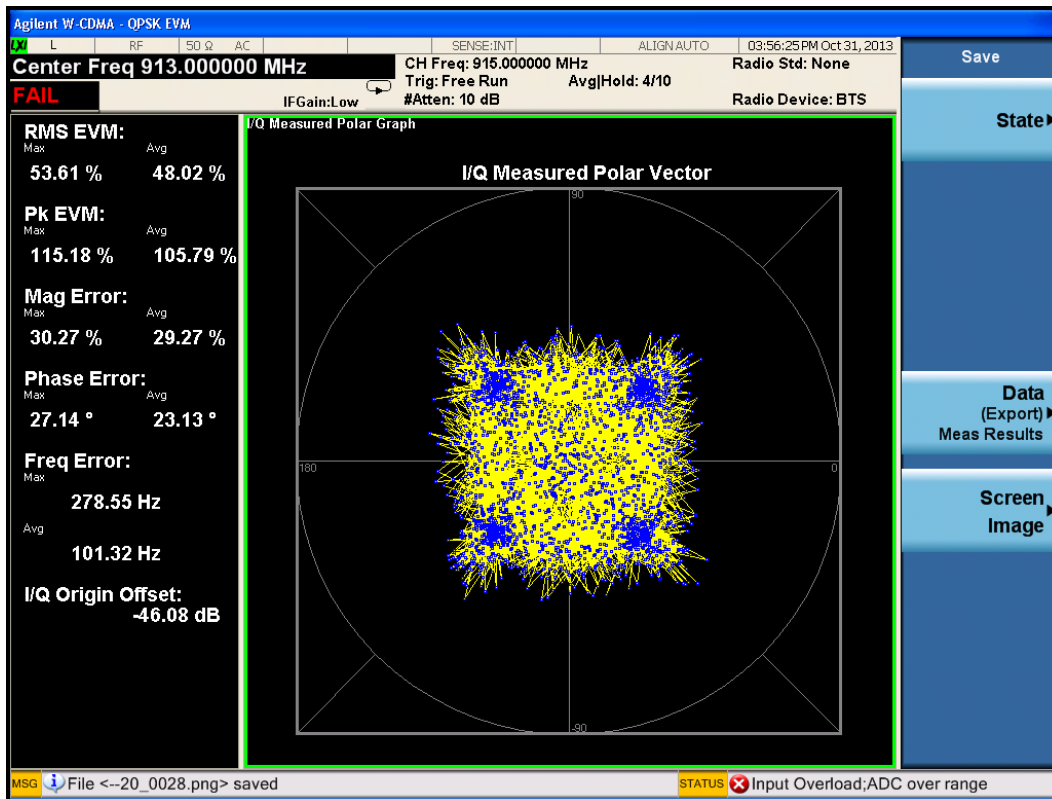 Agilent W-CDMA - QPSK EVM
LXI L RF 50 Ω AC SENSE:INT ALIGN AUTO 03:56:25 PM Oct 31, 2013
Center Freq 913.000000 MHz
CH Freq: 915.000000 MHz
Radio Std: None
Trig: Free Run
Avg|Hold: 4/10
FAIL
IFGain:Low
#Atten: 10 dB
Radio Device: BTS
RMS EVM:
Max Avg
53.61 % 48.02 %
Pk EVM:
Max Avg
115.18 % 105.79 %
Mag Error:
Max Avg
30.27 % 29.27 %
Phase Error:
Max Avg
27.14 ° 23.13 °
Freq Error:
Max
278.55 Hz
Avg
101.32 Hz
I/Q Origin Offset:
-46.08 dB
I/Q Measured Polar Graph
I/Q Measured Polar Vector
90
180
0
-90
Save
State
Data
(Export)
Meas Results
Screen
Image
MSG File <--20_0028.png> saved
STATUS Input Overload;ADC over range